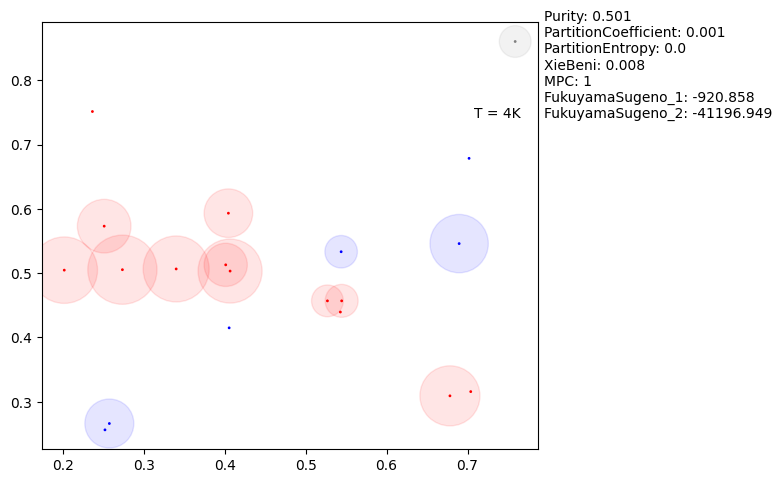 Purity: 0.501
PartitionCoefficient: 0.001
PartitionEntropy: 0.0
XieBeni: 0.008
MPC: 1
FukuyamaSugeno_1: -920.858
FukuyamaSugeno_2: -41196.949
T = 4K
0.8
0.7
0.6
0.5
0.4
0.3
0.2 0.3 0.4 0.5 0.6 0.7